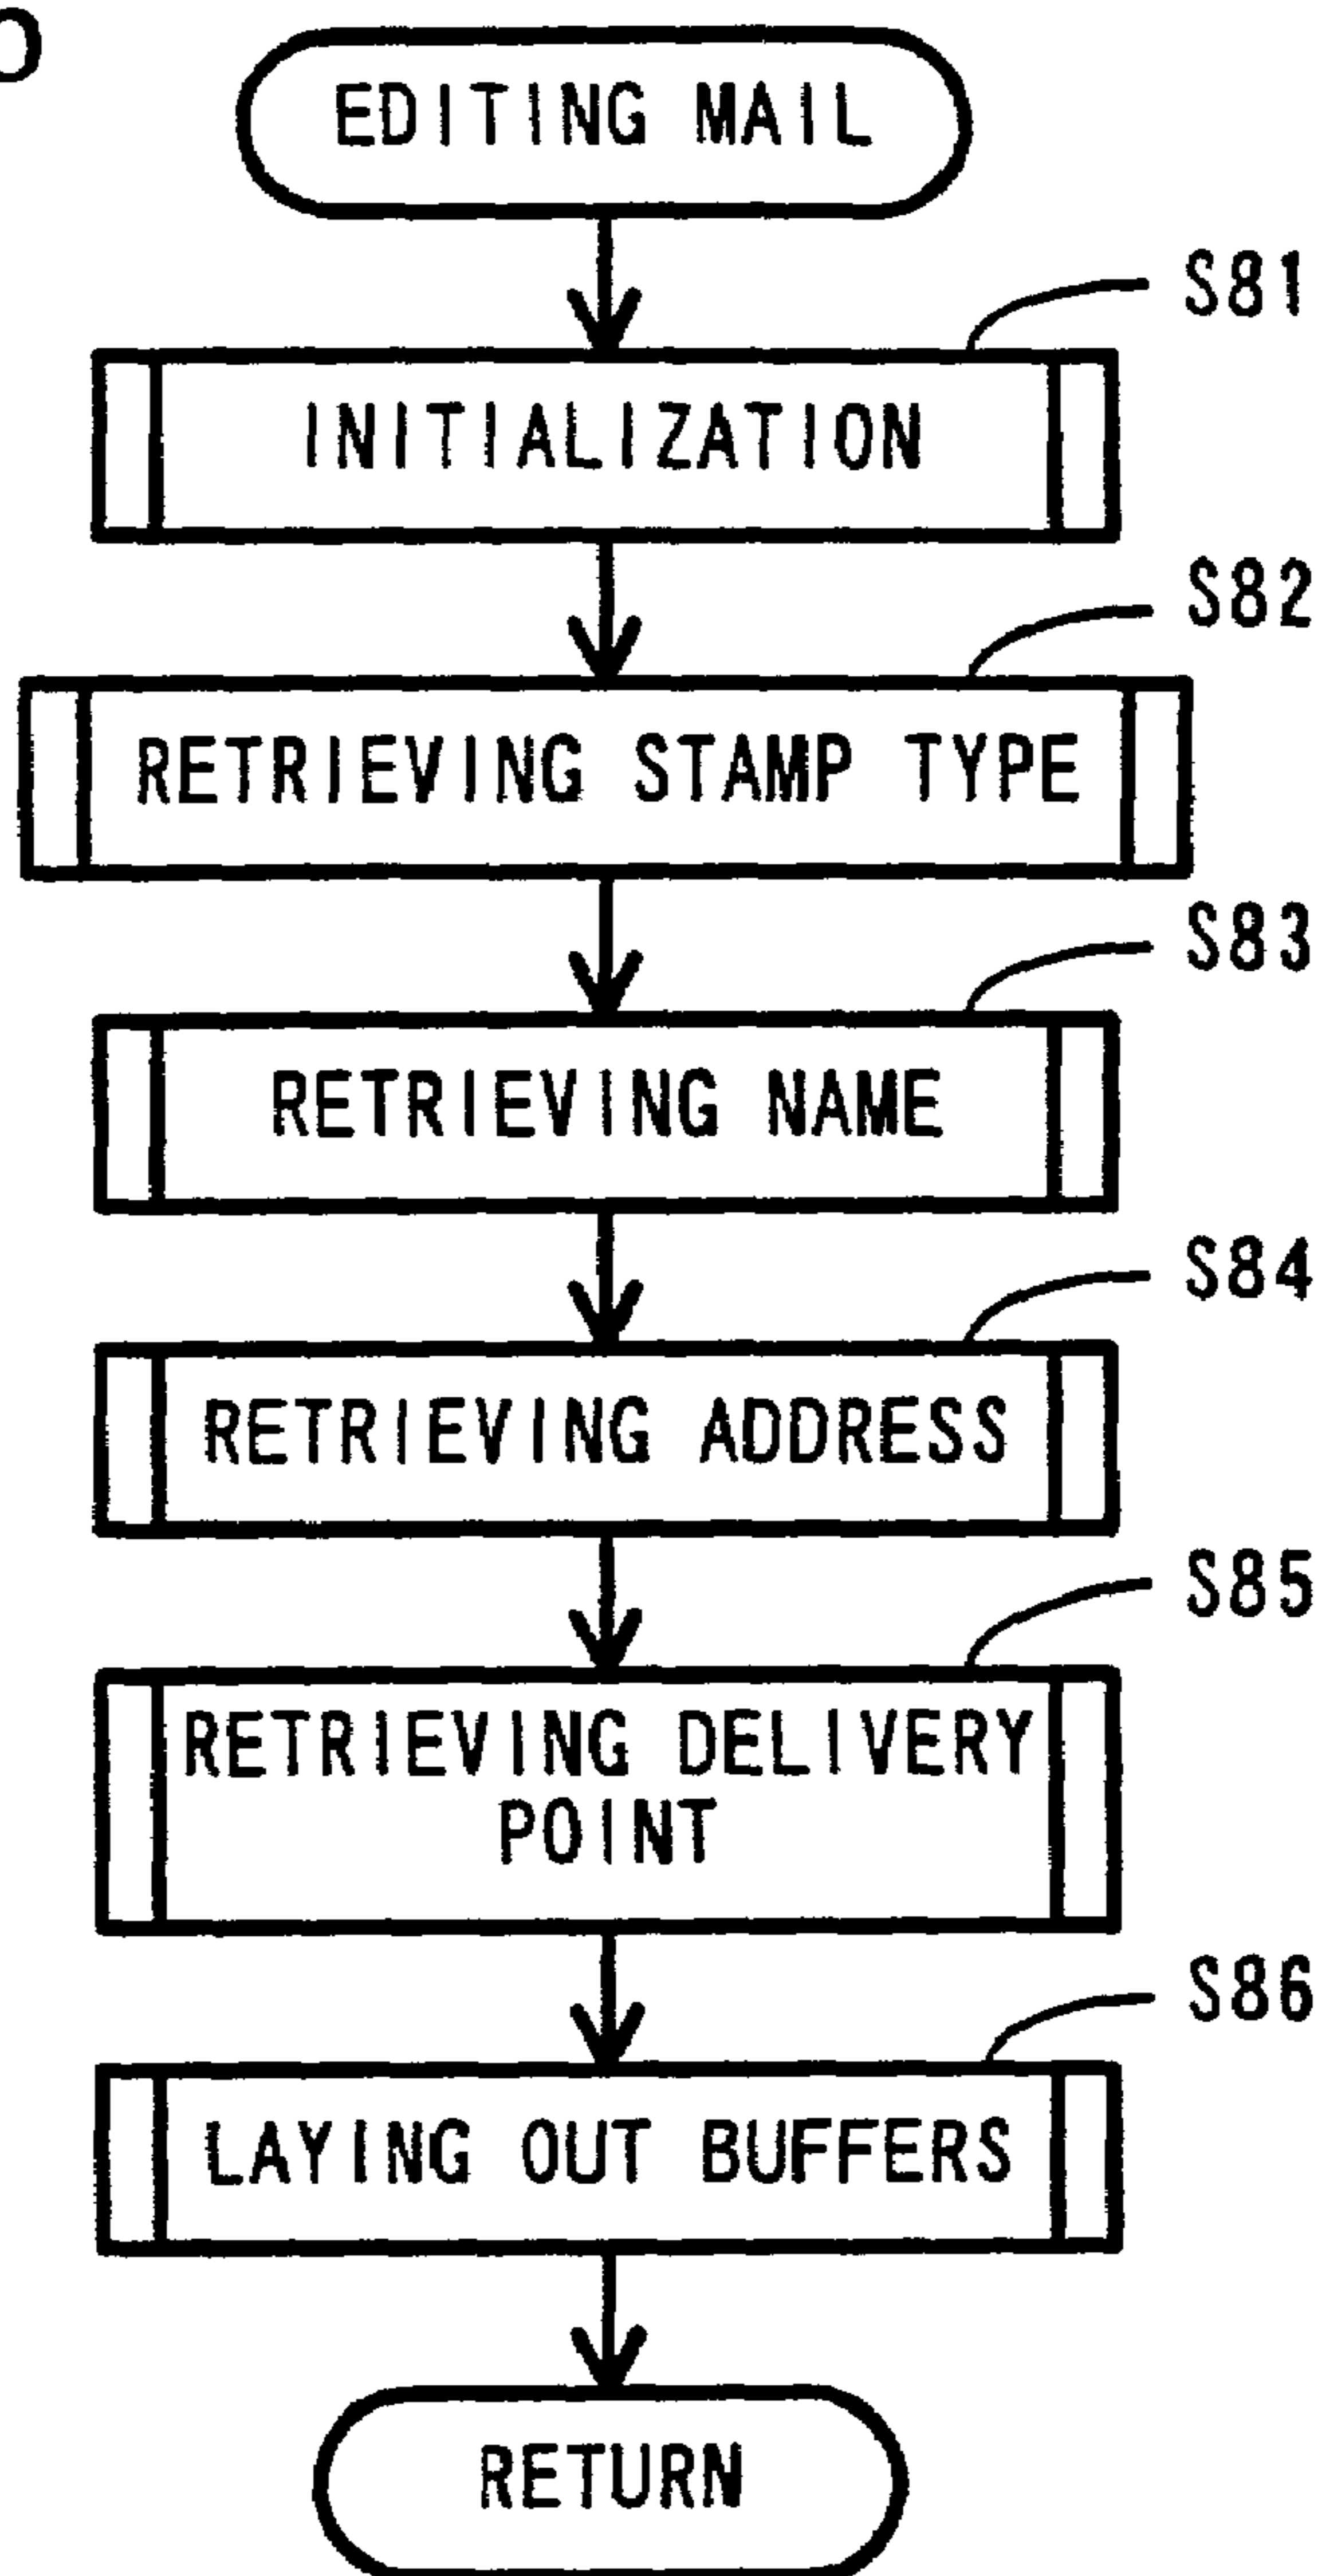 EDITING MAIL
S81
INITIALIZATION
S82
RETRIEVING STAMP TYPE
S83
RETRIEVING NAME
S84
RETRIEVING ADDRESS
S85
RETRIEVING DELIVERY
POINT
S86
LAYING OUT BUFFERS
RETURN